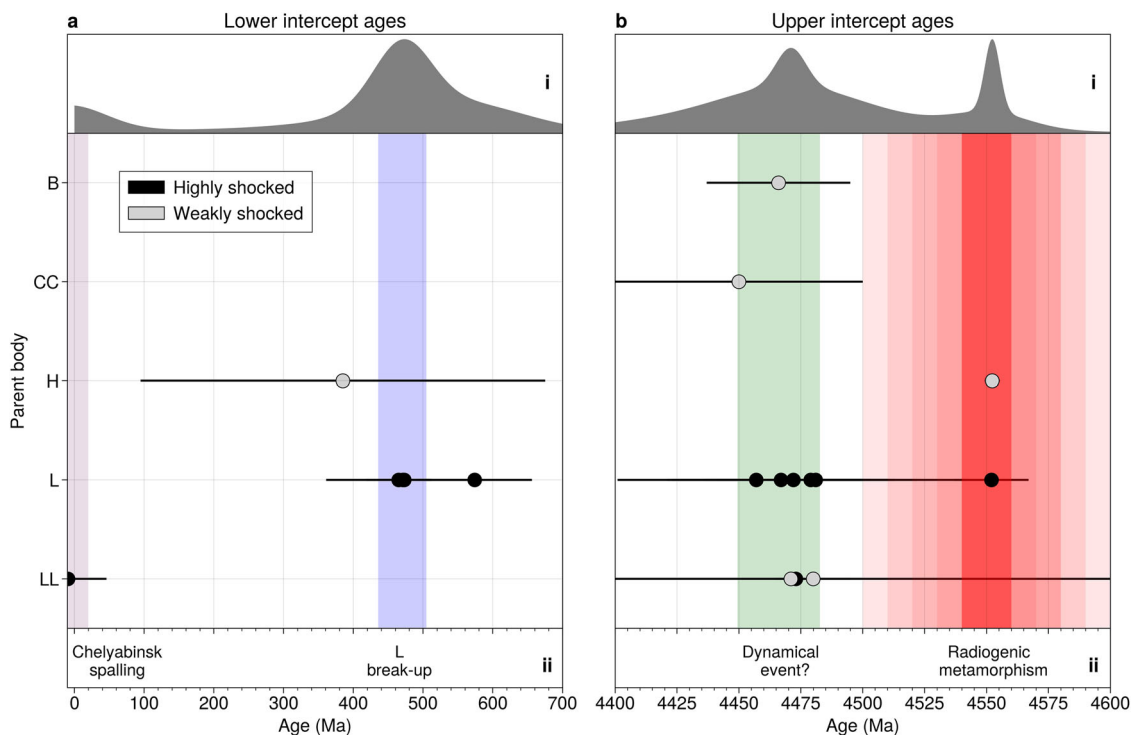 a Lower intercept ages
b Upper intercept ages
i
i
Highly shocked
Weakly shocked
Parent body
B
CC
H
L
LL
Chelyabinsk
spalling
L
break-up
ii
Dynamical
event?
Radiogenic
metamorphism
ii
0 100 200 300 400 500 600 700
Age (Ma)
4400 4425 4450 4475 4500 4525 4550 4575 4600
Age (Ma)